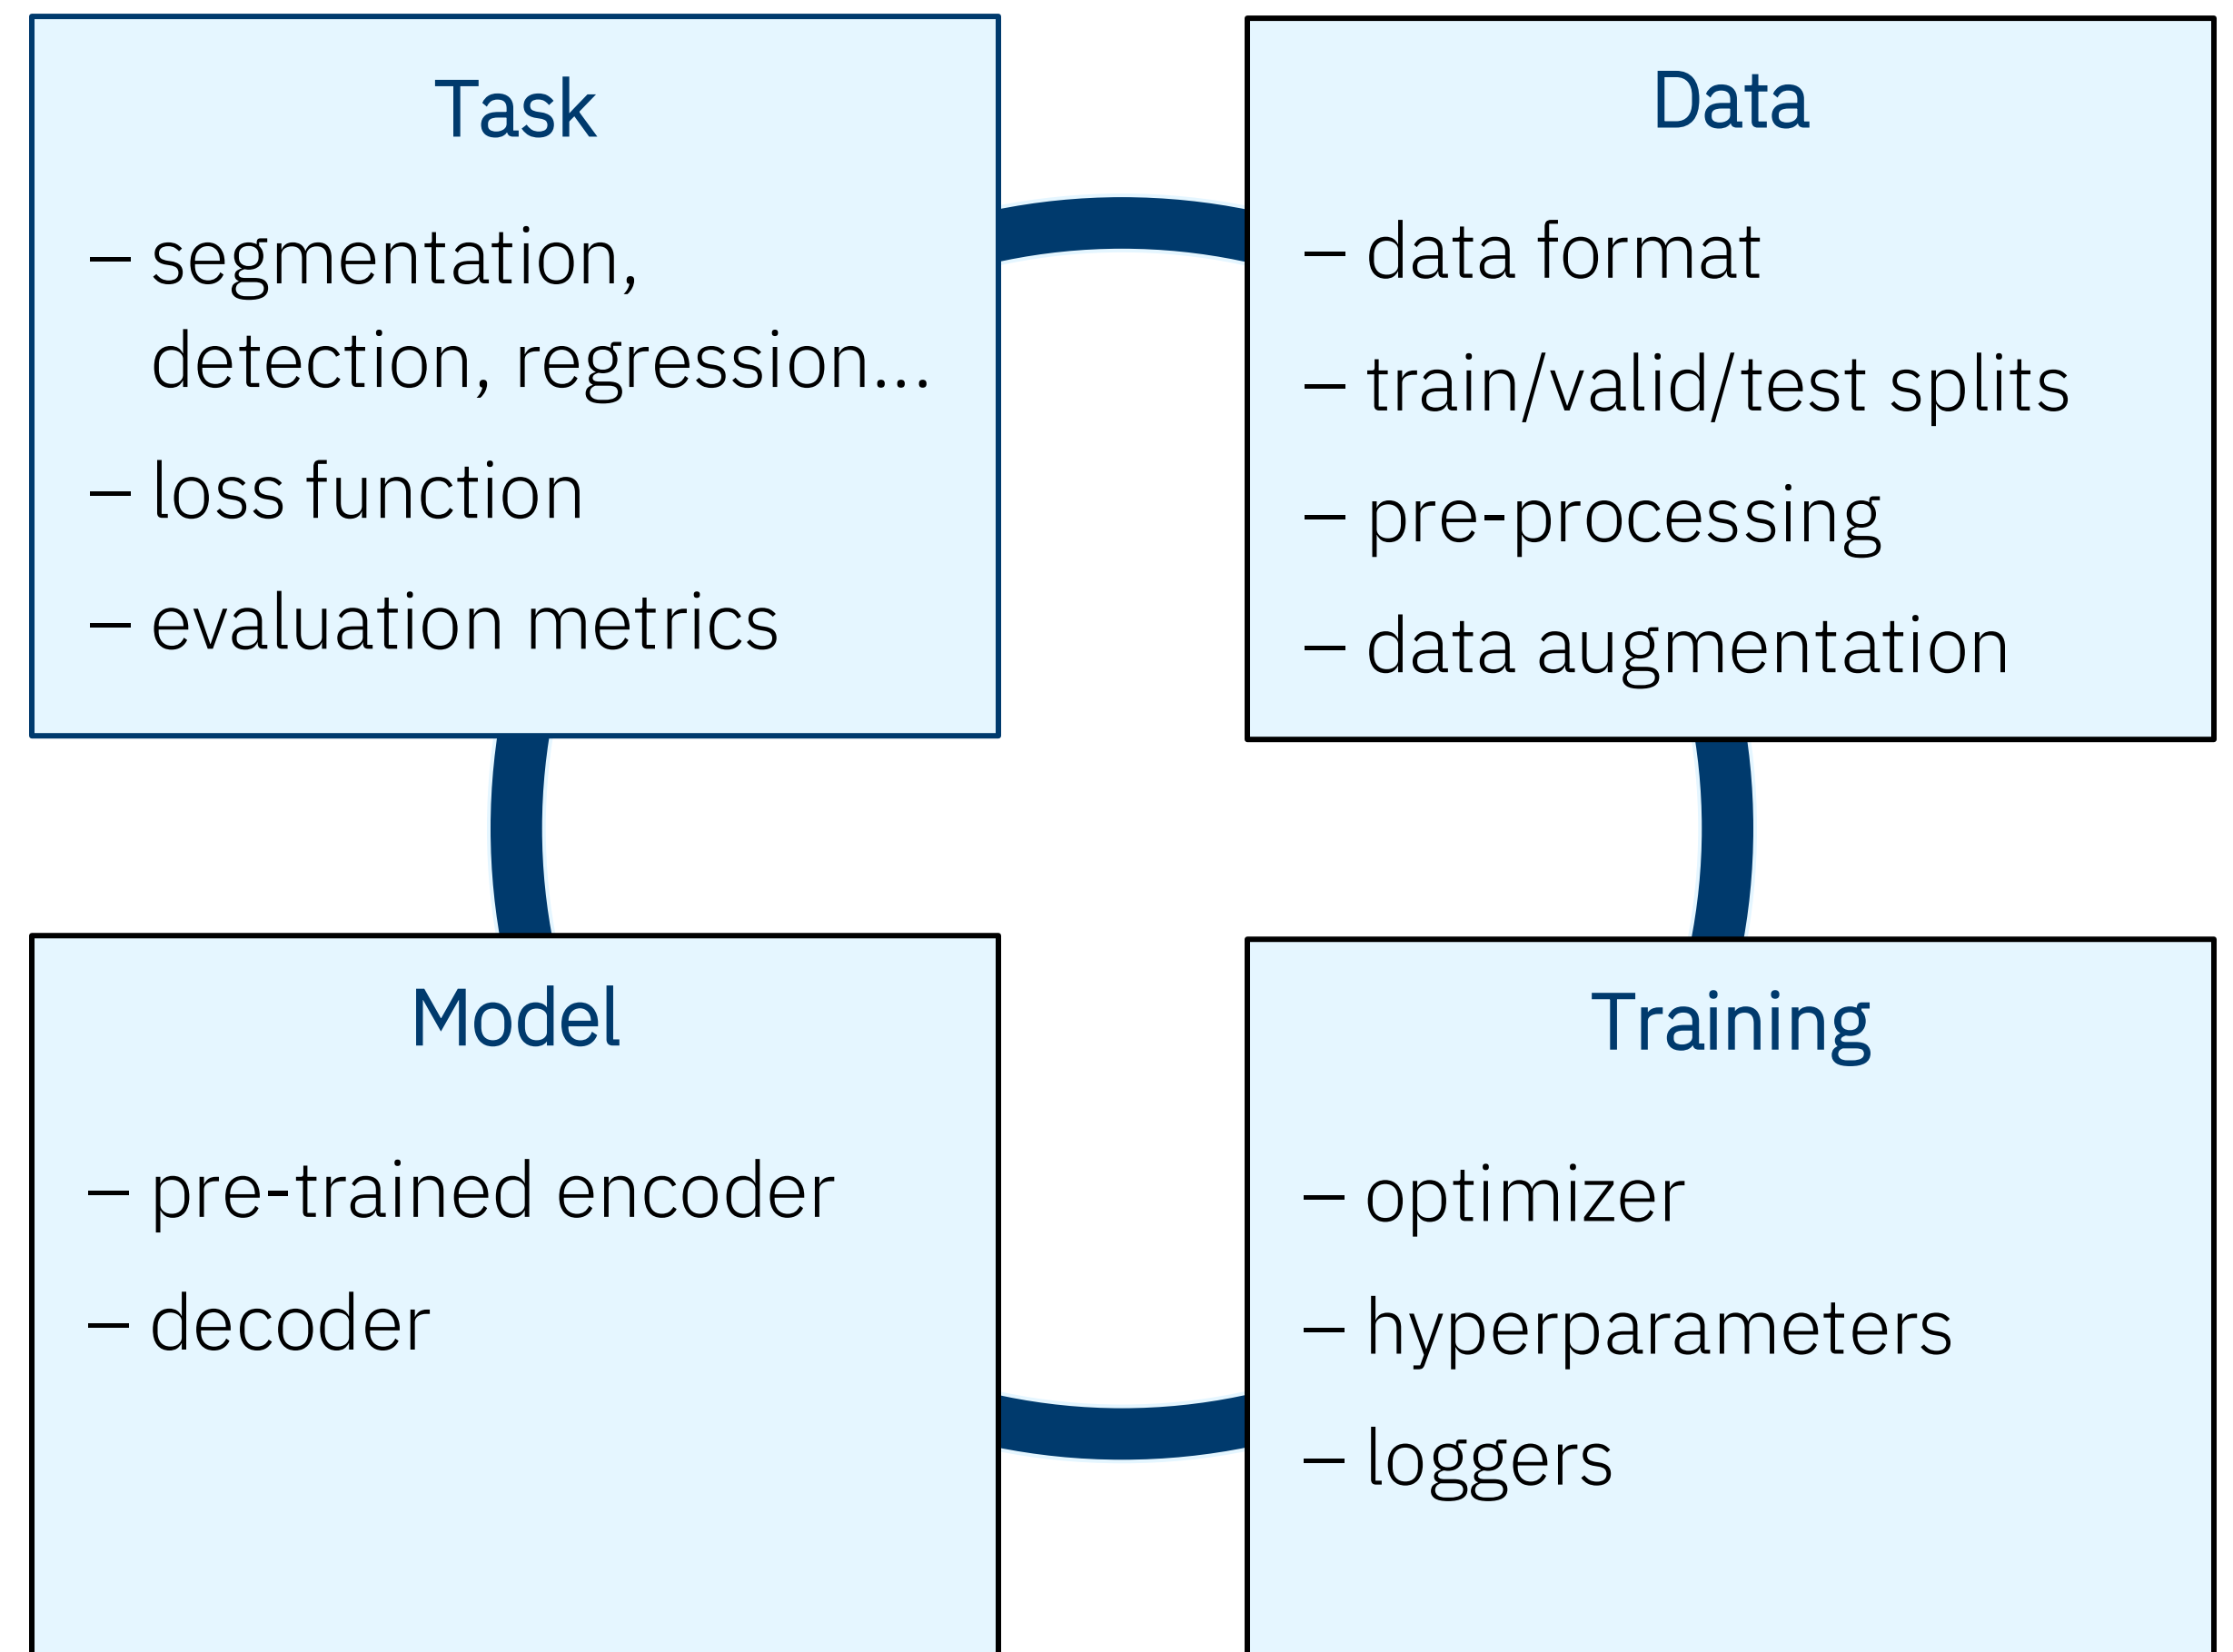 Task
— segmentation,
detection, regression...
— loss function
— evaluation metrics
Data
— data format
— train/valid/test splits
— pre-processing
— data augmentation
Model
— pre-trained encoder
— decoder
Training
— optimizer
— hyperparameters
— loggers